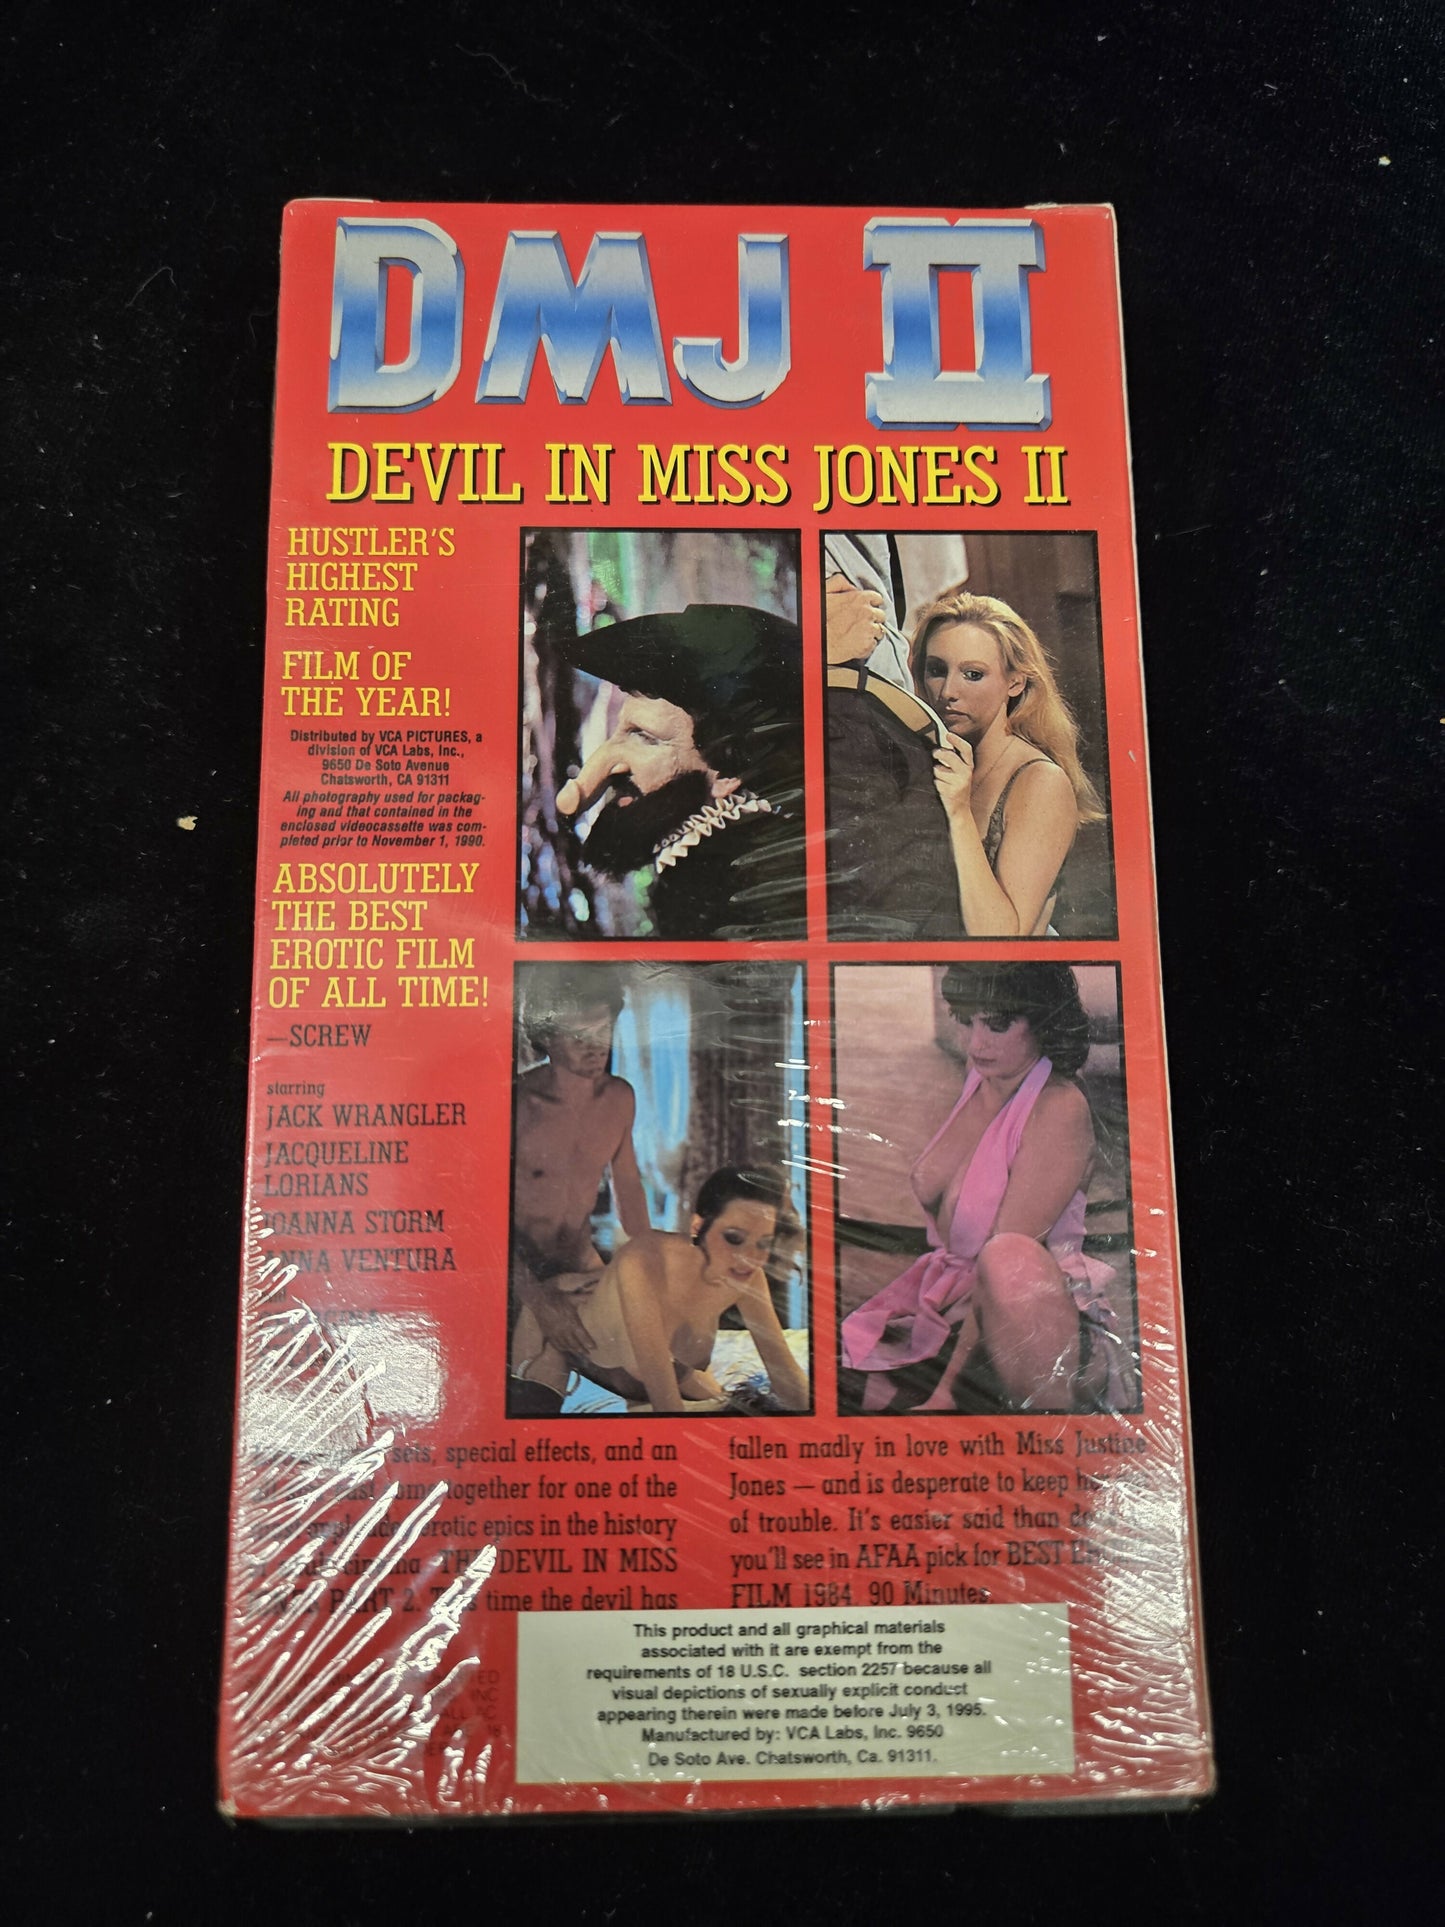 DMJ II
DEVIL IN MISS JONES II
HUSTLER'S
HIGHEST
RATING
FILM OF
THE YEAR!
Distributed by VCA PICTURES, a
division of VCA Labs, Inc.,
9650 De Soto Avenue
Chatsworth, CA 91311
All photography used for packag-
ing and that contained in the
enclosed videocassette was com-
pleted prior to November 1, 1990.
ABSOLUTELY
THE BEST
EROTIC FILM
OF ALL TIME!
—SCREW
starring
JACK WRANGLER
JACQUELINE
LORIANS
JOANNA STORM
ANNA VENTURA
sets, special effects, and an
together for one of the
erotic epics in the history
THE DEVIL IN MISS
PART 2. This time the devil has
fallen madly in love with Miss Justine
Jones — and is desperate to keep her
of trouble. It's easier said than
you'll see in AFAA pick for BEST
FILM 1984. 90 Minutes.
This product and all graphical materials
associated with it are exempt from the
requirements of 18 U.S.C. section 2257 because all
visual depictions of sexually explicit conduct
appearing therein were made before July 3, 1995.
Manufactured by: VCA Labs, Inc. 9650
De Soto Ave. Chatsworth, Ca. 91311.